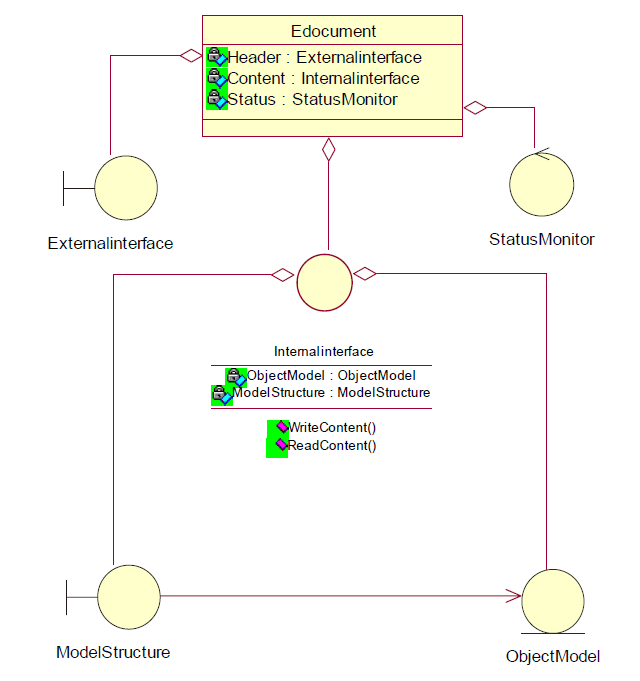 Edocument
Header : Externalinterface
Content : Internalinterface
Status : StatusMonitor
Externalinterface
StatusMonitor
Internalinterface
ObjectModel : ObjectModel
ModelStructure : ModelStructure
WriteContent()
ReadContent()
ModelStructure
ObjectModel